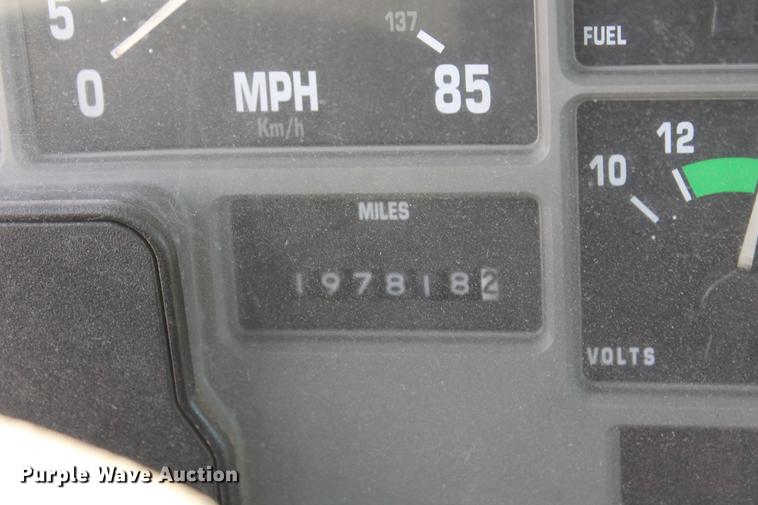 5
0
MPH
Km/h
137
85
FUEL
MILES
1978182
10
12
VOLTS
Purple Wave Auction